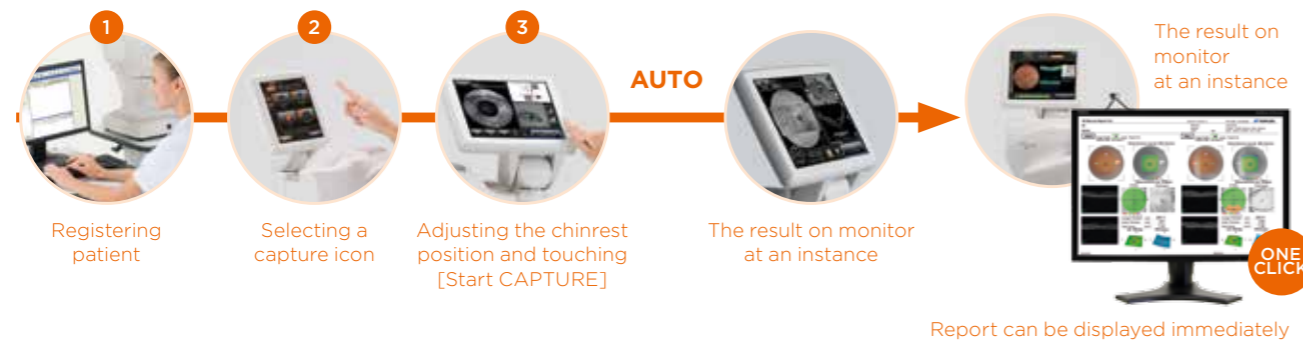 1
2
3
AUTO
Registering
patient
Selecting a
capture icon
Adjusting the chinrest
position and touching
[Start CAPTURE]
The result on monitor
at an instance
The result on
monitor
at an instance
ONE
CLICK
Report can be displayed immediately